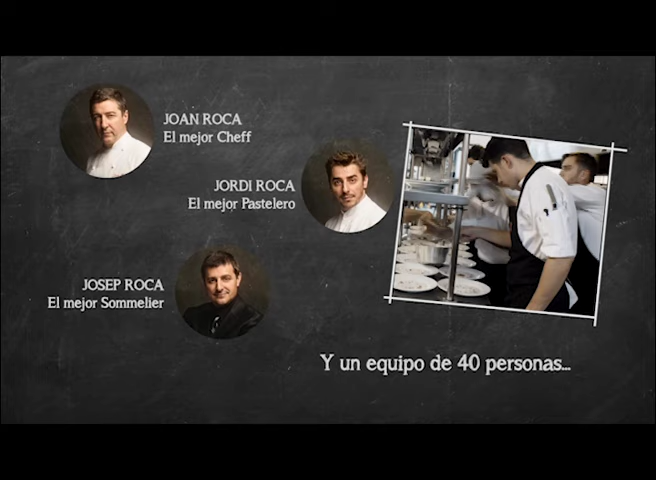 JOAN ROCA
El mejor Cheff
JORDI ROCA
El mejor Pastelero
JOSEP ROCA
El mejor Sommelier
Y un equipo de 40 personas...